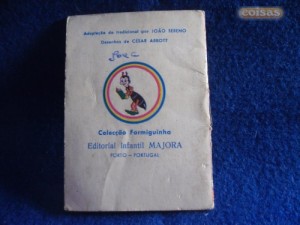 coisas
Adaptação do tradicional por JOÃO SERENO
Desenhos de CÉSAR ABBOTT
Colecção Formiguinha
Editorial Infantil MAJORA
PORTO — PORTUGAL